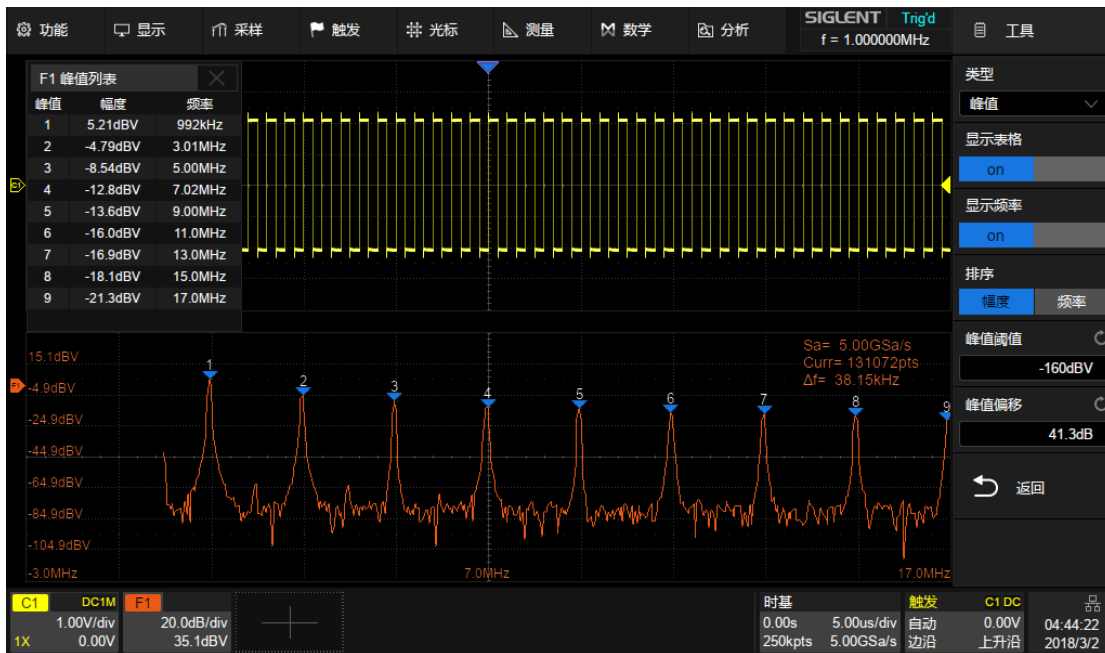 功能 显示 采样 触发 光标 测量 数学 分析 SIGLENT Trig'd
f = 1.000000MHz
工具
F1 峰值列表
峰值 幅度 频率
1 5.21dBV 992kHz
2 -4.79dBV 3.01MHz
3 -8.54dBV 5.00MHz
4 -12.8dBV 7.02MHz
5 -13.6dBV 9.00MHz
6 -16.0dBV 11.0MHz
7 -16.9dBV 13.0MHz
8 -18.1dBV 15.0MHz
9 -21.3dBV 17.0MHz
C1
Sa= 5.00GSa/s
Curr= 131072pts
Δf= 38.15kHz
15.1dBV
F1 -4.9dBV
-24.9dBV
-44.9dBV
-64.9dBV
-84.9dBV
-104.9dBV
1 2 3 4 5 6 7 8 9
-3.0MHz 7.0MHz 17.0MHz
类型
峰值
显示表格
on
显示频率
on
排序
幅度 频率
峰值阈值
-160dBV
峰值偏移
41.3dB
返回
C1 DC1M
1.00V/div
1X 0.00V
F1
20.0dB/div
35.1dBV
时基
0.00s 5.00us/div
250kpts 5.00GSa/s
触发 C1 DC
自动 0.00V
边沿 上升沿
04:44:22
2018/3/2